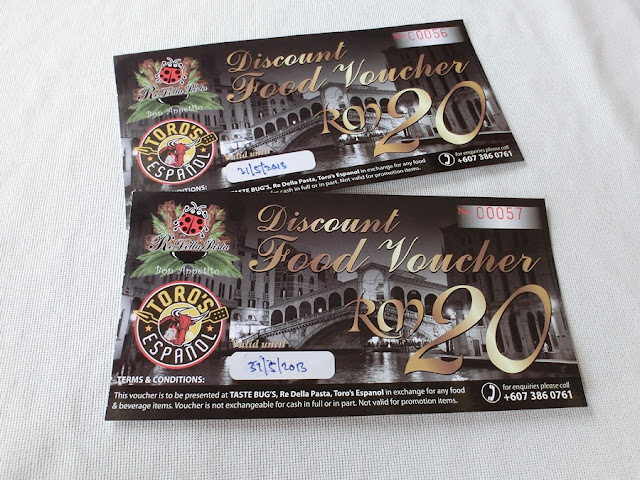 No 00056
Discount
Food Voucher
RM20
Re Della Pasta
Bon Appetito
TORO'S
ESPAÑOL
Valid until
31/5/2013
for enquiries please call
+607 386 0761
CONDITIONS:
TASTE BUG'S, Re Della Pasta, Toro's Espanol in exchange for any food
for cash in full or in part. Not valid for promotion items.
No 00057
Discount
Food Voucher
RM20
Re Della Pasta
Bon Appetito
TORO'S
ESPAÑOL
Valid until
31/5/2013
TERMS & CONDITIONS:
This voucher is to be presented at TASTE BUG'S, Re Della Pasta, Toro's Espanol in exchange for any food
& beverage items. Voucher is not exchangeable for cash in full or in part. Not valid for promotion items.
for enquiries please call
+607 386 0761